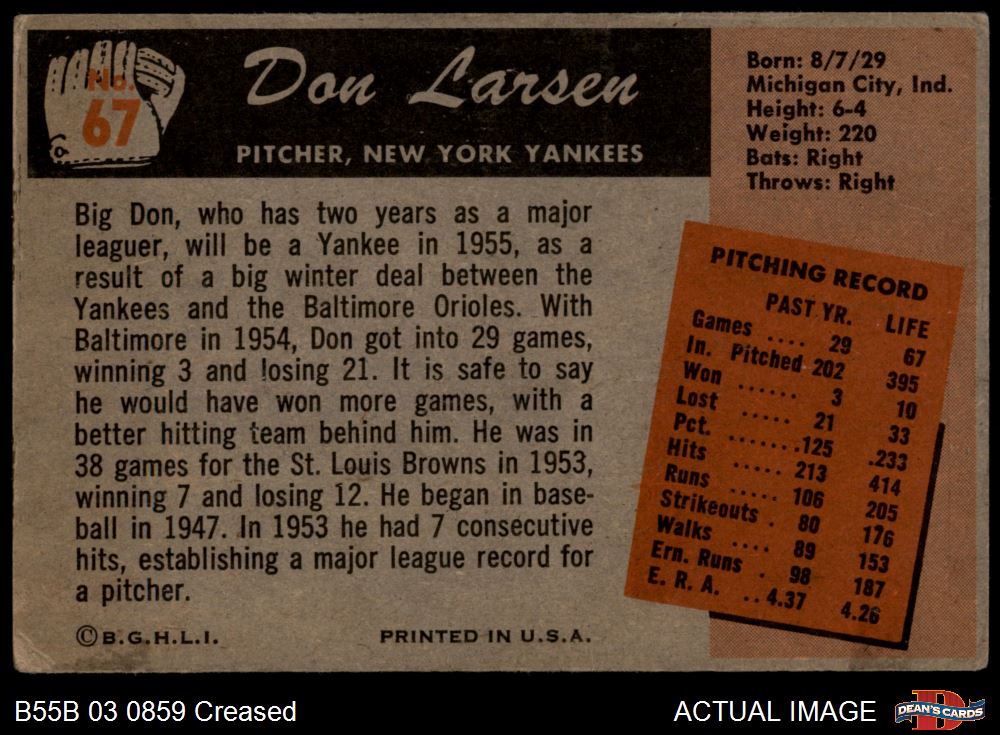 No.
67
Don Larsen
PITCHER, NEW YORK YANKEES
Born: 8/7/29
Michigan City, Ind.
Height: 6-4
Weight: 220
Bats: Right
Throws: Right
Big Don, who has two years as a major
leaguer, will be a Yankee in 1955, as a
result of a big winter deal between the
Yankees and the Baltimore Orioles. With
Baltimore in 1954, Don got into 29 games,
winning 3 and losing 21. It is safe to say
he would have won more games, with a
better hitting team behind him. He was in
38 games for the St. Louis Browns in 1953,
winning 7 and losing 12. He began in base-
ball in 1947. In 1953 he had 7 consecutive
hits, establishing a major league record for
a pitcher.
©B.G.H.L.I. PRINTED IN U.S.A.
PITCHING RECORD
PAST YR. LIFE
Games .... 29 67
In. Pitched 202 395
Won ...... 3 10
Lost ..... 21 33
Pct. .......125 .233
Hits ..... 213 414
Runs ..... 106 205
Strikeouts . 80 176
Walks .... 89 153
Ern. Runs . 98 187
E. R. A. ..4.37 4.26
B55B 03 0859 Creased
ACTUAL IMAGE
D
DEAN'S CARDS